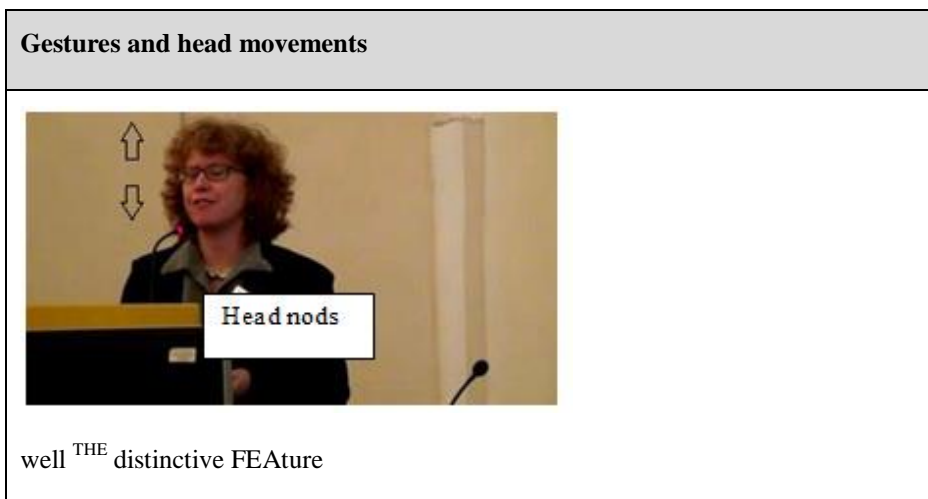 Gestures and head movements
Head nods
well THE distinctive FEAture